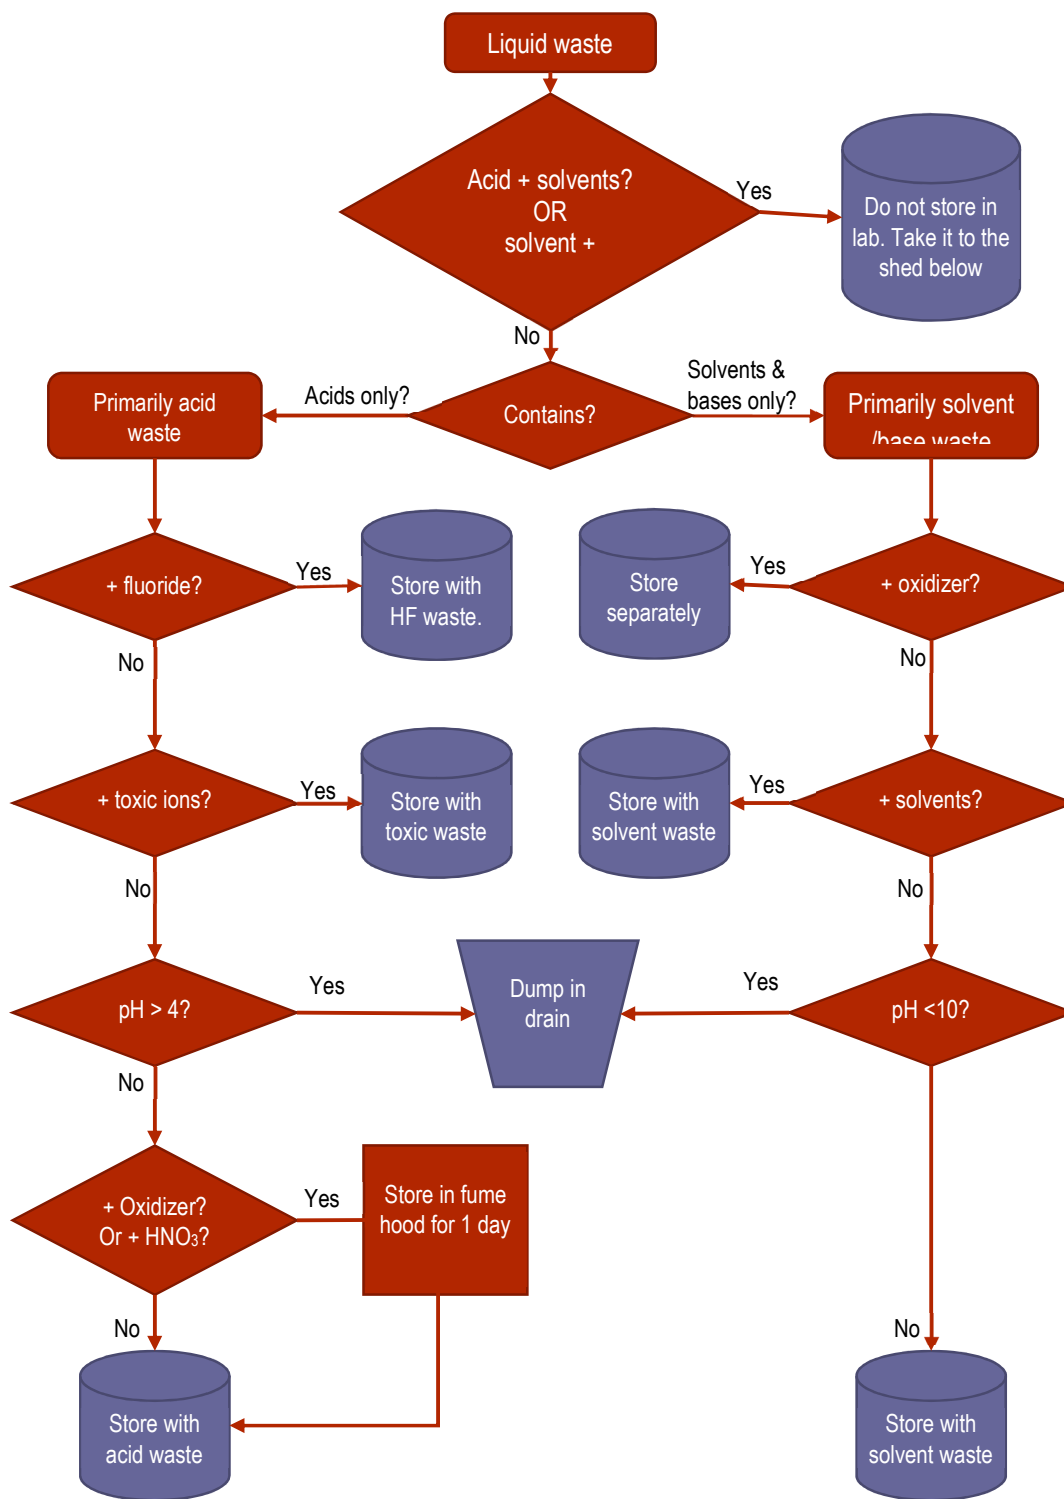 Liquid waste
Acid + solvents?
OR
solvent +
Yes
Do not store in
lab. Take it to the
shed below
No
Acids only?
Contains?
Solvents &
bases only?
Primarily acid
waste
Primarily solvent
/base waste
+ fluoride?
Yes
Store with
HF waste.
Store
separately
Yes
+ oxidizer?
No
No
+ toxic ions?
Yes
Store with
toxic waste
Store with
solvent waste
Yes
+ solvents?
No
No
pH > 4?
Yes
Dump in
drain
Yes
pH <10?
No
+ Oxidizer?
Or + HNO₃?
Yes
Store in fume
hood for 1 day
No
No
Store with
acid waste
Store with
solvent waste